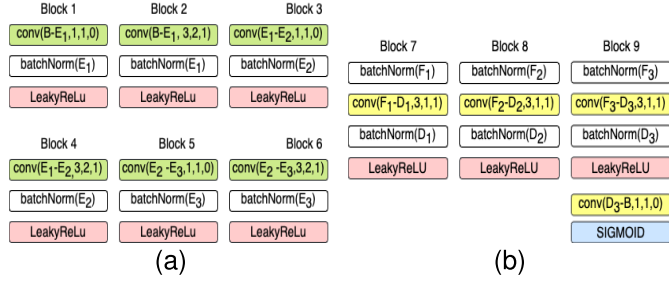 Block 1
Block 2
Block 3
conv(B-E1,1,1,0)
conv(B-E1, 3,2,1)
conv(E1-E2,1,1,0)
batchNorm(E1)
batchNorm(E1)
batchNorm(E2)
LeakyReLu
LeakyReLu
LeakyReLu
Block 4
Block 5
Block 6
conv(E1-E2,3,2,1)
conv(E2 -E3,1,1,0)
conv(E2 -E3,3,2,1)
batchNorm(E2)
batchNorm(E3)
batchNorm(E3)
LeakyReLu
LeakyReLu
LeakyReLu
(a)
Block 7
Block 8
Block 9
batchNorm(F1)
batchNorm(F2)
batchNorm(F3)
conv(F1-D1,3,1,1)
conv(F2-D2,3,1,1)
conv(F3-D3,3,1,1)
batchNorm(D1)
batchNorm(D2)
batchNorm(D3)
LeakyReLU
LeakyReLU
LeakyReLU
conv(D3-B,1,1,0)
SIGMOID
(b)